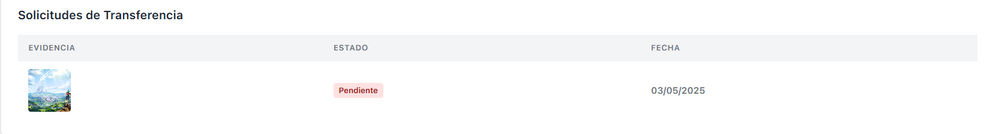 Solicitudes de Transferencia
EVIDENCIA ESTADO FECHA
Pendiente 03/05/2025